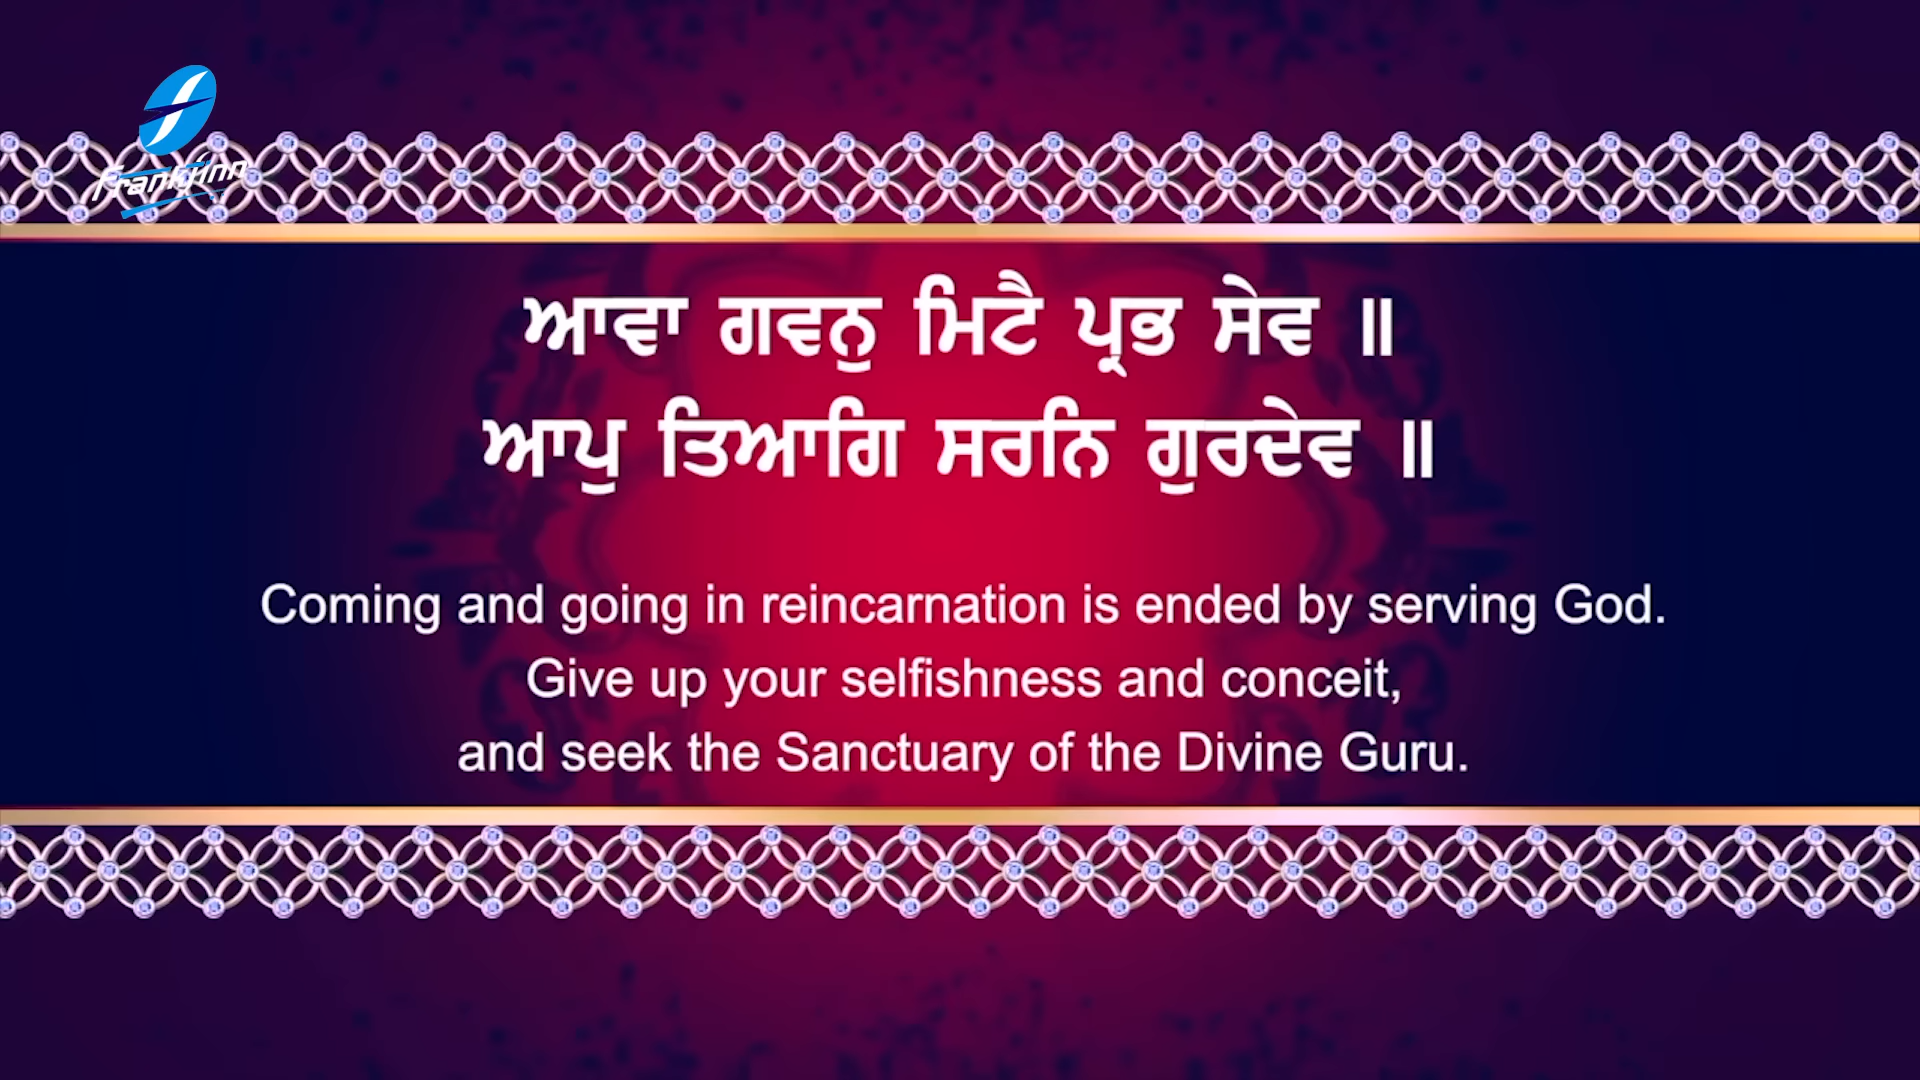 Frankfinn
ਆਵਾ ਗਵਨੁ ਮਿਟੈ ਪ੍ਰਭ ਸੇਵ ॥
ਆਪੁ ਤਿਆਗਿ ਸਰਨਿ ਗੁਰਦੇਵ ॥
Coming and going in reincarnation is ended by serving God.
Give up your selfishness and conceit,
and seek the Sanctuary of the Divine Guru.